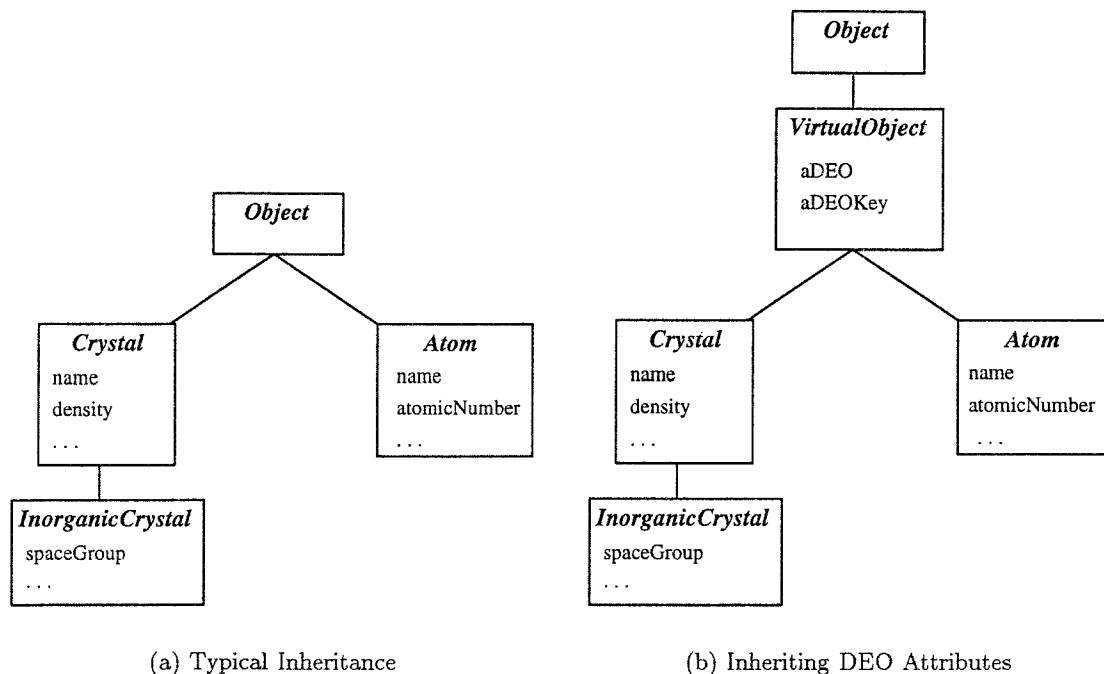 Object
Crystal
name
density
. . .
Atom
name
atomicNumber
. . .
InorganicCrystal
spaceGroup
. . .
(a) Typical Inheritance
Object
VirtualObject
aDEO
aDEOKey
Crystal
name
density
. . .
Atom
name
atomicNumber
. . .
InorganicCrystal
spaceGroup
. . .
(b) Inheriting DEO Attributes